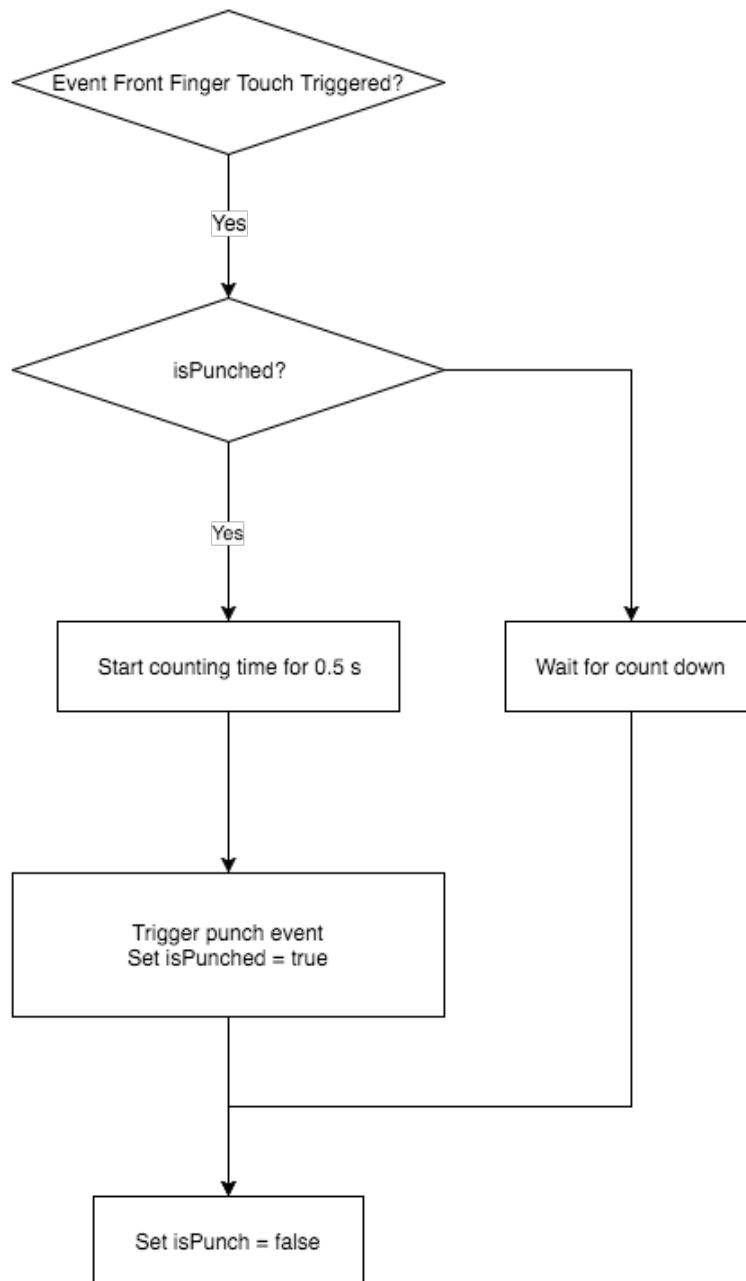 Event Front Finger Touch Triggered?
Yes
isPunched?
Yes
Start counting time for 0.5 s
Wait for count down
Trigger punch event
Set isPunched = true
Set isPunch = false